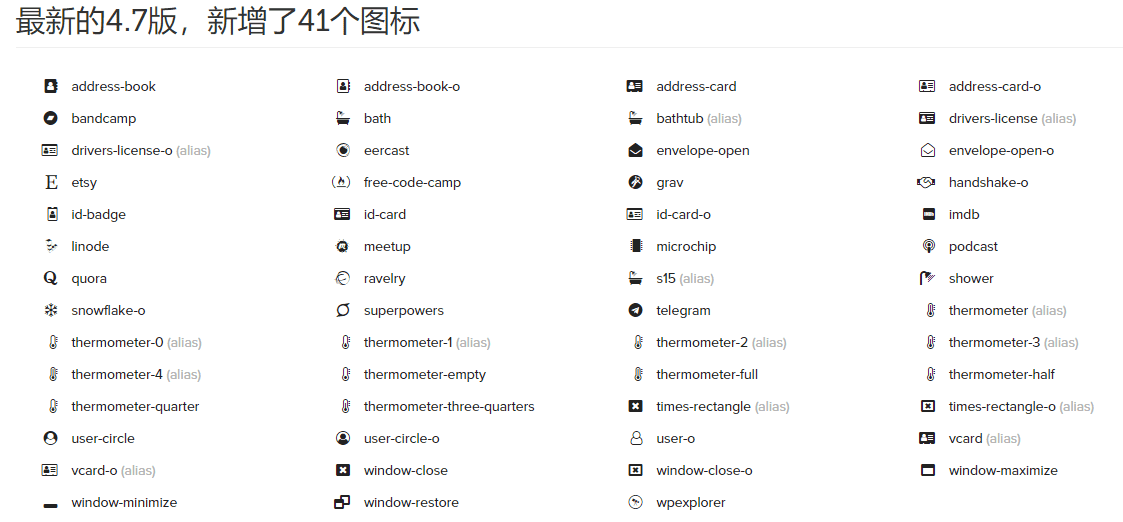 最新的4.7版，新增了41个图标
address-book address-book-o address-card address-card-o
bandcamp bath bathtub (alias) drivers-license (alias)
drivers-license-o (alias) eercast envelope-open envelope-open-o
etsy free-code-camp grav handshake-o
id-badge id-card id-card-o imdb
linode meetup microchip podcast
quora ravelry s15 (alias) shower
snowflake-o superpowers telegram thermometer (alias)
thermometer-0 (alias) thermometer-1 (alias) thermometer-2 (alias) thermometer-3 (alias)
thermometer-4 (alias) thermometer-empty thermometer-full thermometer-half
thermometer-quarter thermometer-three-quarters times-rectangle (alias) times-rectangle-o (alias)
user-circle user-circle-o user-o vcard (alias)
vcard-o (alias) window-close window-close-o window-maximize
window-minimize window-restore wpexplorer